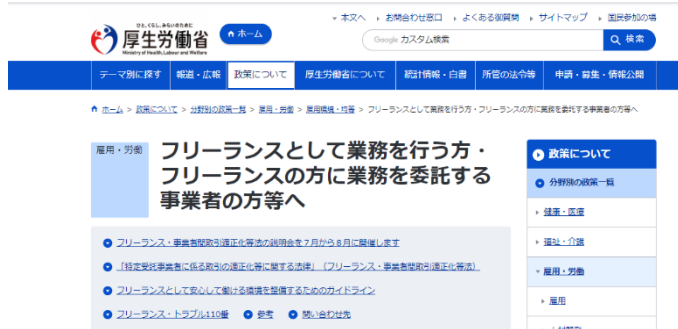 ひと、くらし、みらいのために
厚生労働省
Ministry of Health, Labour and Welfare
ホーム
本文へ お問合わせ窓口 よくある御質問 サイトマップ 国民参加の場
Google カスタム検索
検索
テーマ別に探す 報道・広報 政策について 厚生労働省について 統計情報・白書 所管の法令等 申請・募集・情報公開
ホーム > 政策について > 分野別の政策一覧 > 雇用・労働 > 雇用環境・均等 > フリーランスとして業務を行う方・フリーランスの方に業務を委託する事業者の方等へ
雇用・労働
フリーランスとして業務を行う方・
フリーランスの方に業務を委託する
事業者の方等へ
フリーランス・事業者間取引適正化等法の説明会を7月から8月に開催します
「特定受託事業者に係る取引の適正化等に関する法律」(フリーランス・事業者間取引適正化等法)
フリーランスとして安心して働ける環境を整備するためのガイドライン
フリーランス・トラブル110番 参考 問い合わせ先
政策について
分野別の政策一覧
健康・医療
福祉・介護
雇用・労働
雇用